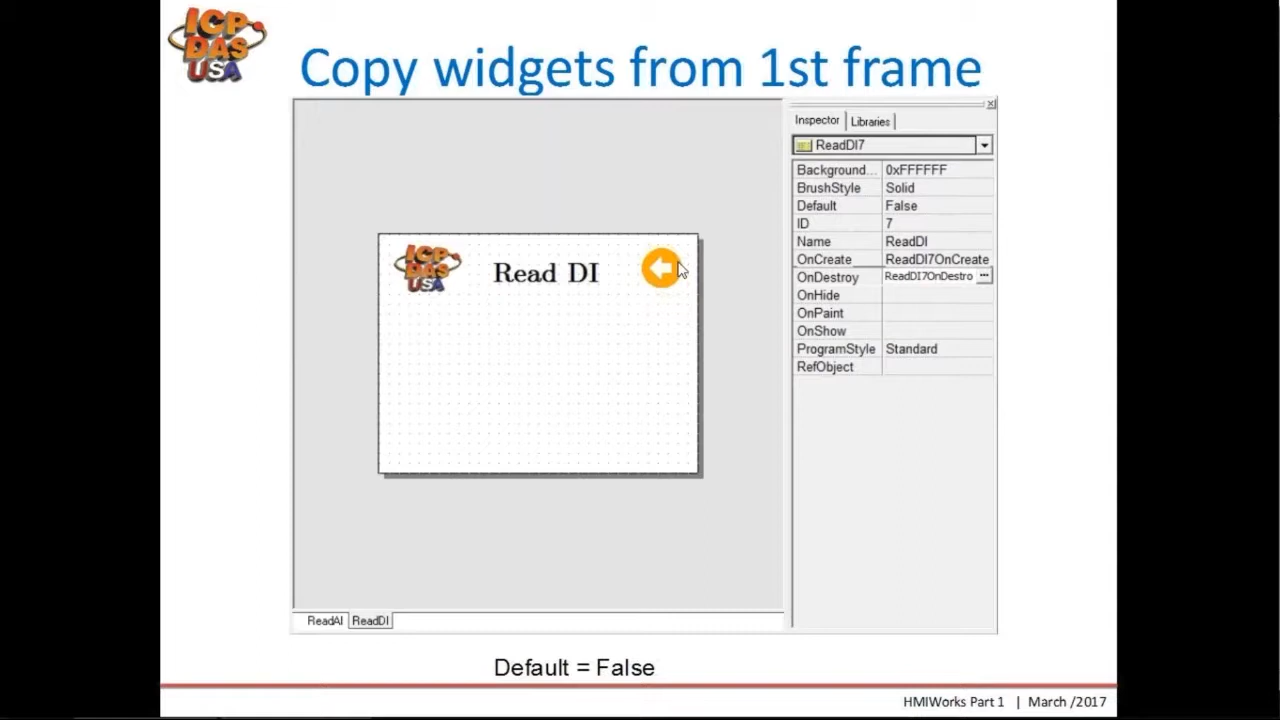 ICP
DAS
USA
Copy widgets from 1st frame
Inspector
Libraries
ReadDI7
Background... 0xFFFFFF
BrushStyle Solid
Default False
ID 7
Name ReadDI
OnCreate ReadDI7OnCreate
OnDestroy ReadDI7OnDestro ...
OnHide
OnPaint
OnShow
ProgramStyle Standard
RefObject
ICP
DAS
USA
Read DI
ReadAI ReadDI
Default = False
HMIWorks Part 1 | March /2017